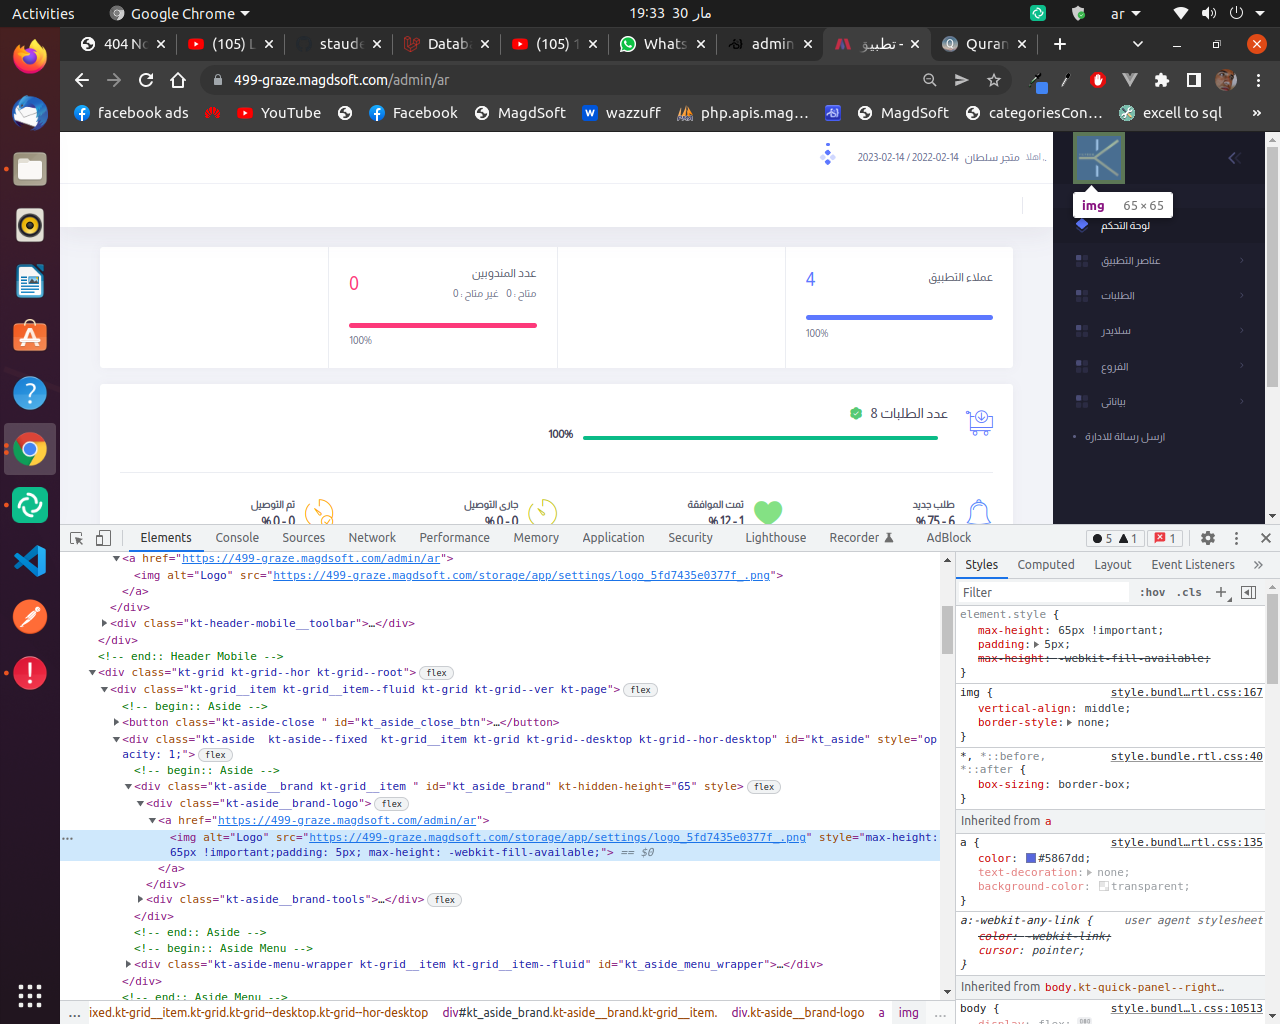 Activities
Google Chrome
مار 30  19:33
ar
404 No
(105) L
staude
Datab
(105) 1
Whats
admin
تطبيق -
Quran
499-graze.magdsoft.com/admin/ar
facebook ads
YouTube
Facebook
MagdSoft
wazzuff
php.apis.mag...
MagdSoft
categoriesCon...
excell to sql
»
اهلا ,. متجر سلطان 2022-02-14 / 2023-02-14
img 65 × 65
لوحة التحكم
عناصر التطبيق
الطلبات
سلايدر
الفروع
بياناتى
ارسل رسالة للادارة
عملاء التطبيق
4
100%
عدد المندوبين
0
متاح : 0 غير متاح : 0
100%
عدد الطلبات 8
100%
طلب جديد
% 75 - 6
تمت الموافقة
% 12 - 1
جارى التوصيل
% 0 - 0
تم التوصيل
% 0 - 0
Elements Console Sources Network Performance Memory Application Security Lighthouse Recorder AdBlock
5 1 1
<a href="https://499-graze.magdsoft.com/admin/ar">
<img alt="Logo" src="https://499-graze.magdsoft.com/storage/app/settings/logo_5fd7435e0377f_.png">
</a>
</div>
<div class="kt-header-mobile__toolbar">…</div>
</div>
<!-- end:: Header Mobile -->
<div class="kt-grid kt-grid--hor kt-grid--root"> flex
<div class="kt-grid__item kt-grid__item--fluid kt-grid kt-grid--ver kt-page"> flex
<!-- begin:: Aside -->
<button class="kt-aside-close " id="kt_aside_close_btn">…</button>
<div class="kt-aside  kt-aside--fixed  kt-grid__item kt-grid kt-grid--desktop kt-grid--hor-desktop" id="kt_aside" style="op
acity: 1;"> flex
<!-- begin:: Aside -->
<div class="kt-aside__brand kt-grid__item " id="kt_aside_brand" kt-hidden-height="65" style> flex
<div class="kt-aside__brand-logo"> flex
<a href="https://499-graze.magdsoft.com/admin/ar">
<img alt="Logo" src="https://499-graze.magdsoft.com/storage/app/settings/logo_5fd7435e0377f_.png" style="max-height:
65px !important;padding: 5px; max-height: -webkit-fill-available;"> == $0
</a>
</div>
<div class="kt-aside__brand-tools">…</div> flex
</div>
<!-- end:: Aside -->
<!-- begin:: Aside Menu -->
<div class="kt-aside-menu-wrapper kt-grid__item kt-grid__item--fluid" id="kt_aside_menu_wrapper">…</div>
</div>
<!-- end:: Aside Menu -->
... ixed.kt-grid__item.kt-grid.kt-grid--desktop.kt-grid--hor-desktop div#kt_aside_brand.kt-aside__brand.kt-grid__item. div.kt-aside__brand-logo a img ...
Styles Computed Layout Event Listeners »
Filter :hov .cls
element.style {
max-height: 65px !important;
padding: 5px;
max-height: -webkit-fill-available;
}
img { style.bundl…rtl.css:167
vertical-align: middle;
border-style: none;
}
*, *::before, style.bundle.rtl.css:40
*::after {
box-sizing: border-box;
}
Inherited from a
a { style.bundl…rtl.css:135
color: #5867dd;
text-decoration: none;
background-color: transparent;
}
a:-webkit-any-link { user agent stylesheet
color: -webkit-link;
cursor: pointer;
}
Inherited from body.kt-quick-panel--right…
body { style.bundl…l.css:10513
display: flex;